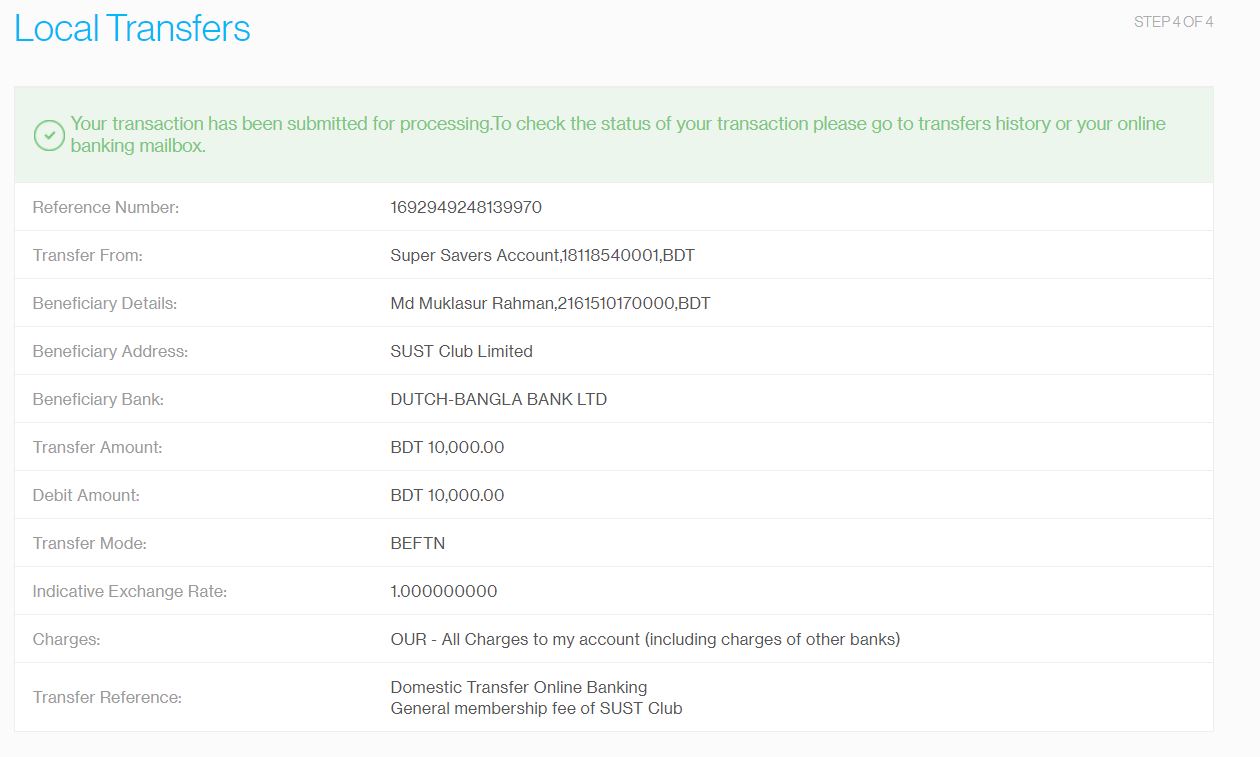 Local Transfers
STEP 4 OF 4
Your transaction has been submitted for processing.To check the status of your transaction please go to transfers history or your online
banking mailbox.
Reference Number: 1692949248139970
Transfer From: Super Savers Account,18118540001,BDT
Beneficiary Details: Md Muklasur Rahman,2161510170000,BDT
Beneficiary Address: SUST Club Limited
Beneficiary Bank: DUTCH-BANGLA BANK LTD
Transfer Amount: BDT 10,000.00
Debit Amount: BDT 10,000.00
Transfer Mode: BEFTN
Indicative Exchange Rate: 1.000000000
Charges: OUR - All Charges to my account (including charges of other banks)
Transfer Reference: Domestic Transfer Online Banking
General membership fee of SUST Club